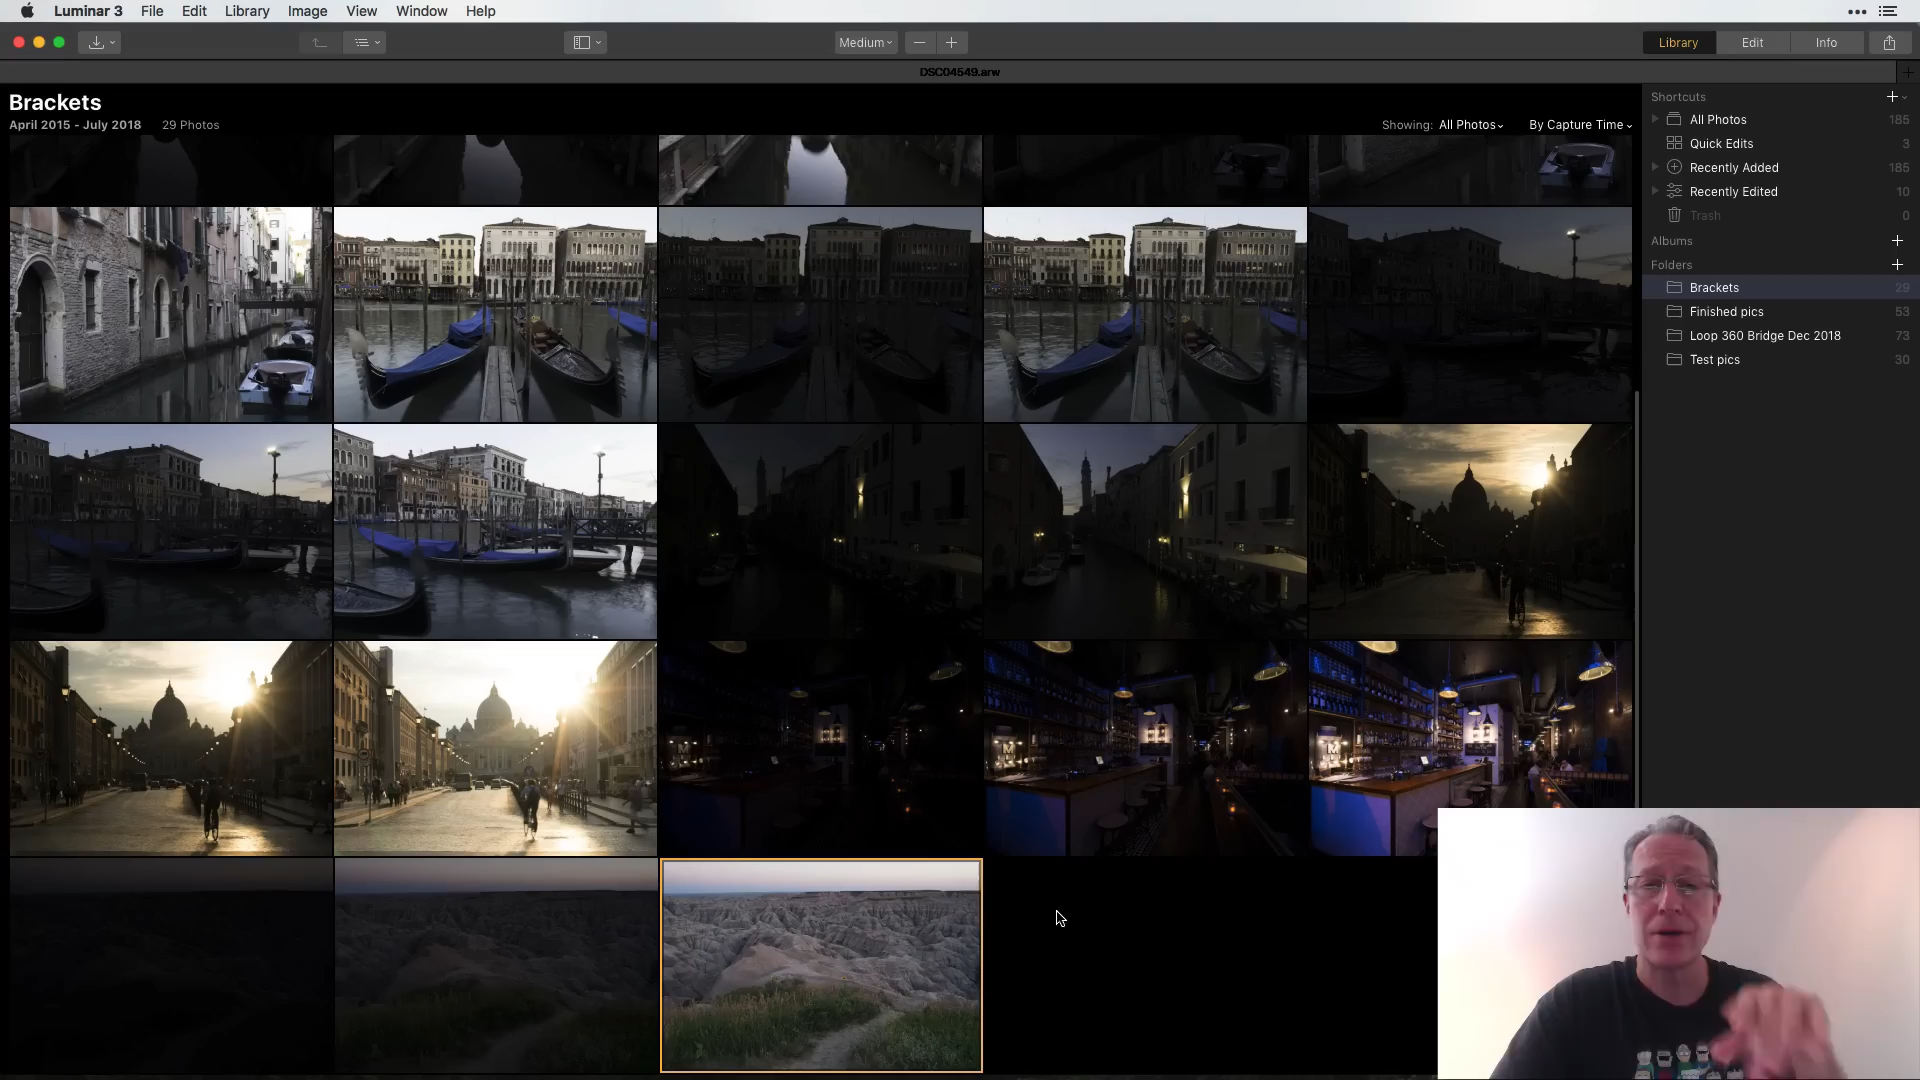 Luminar 3 File Edit Library Image View Window Help
Medium
Library Edit Info
DSC04549.arw
Brackets
April 2015 - July 2018 29 Photos
Showing: All Photos By Capture Time
Shortcuts
All Photos 185
Quick Edits 3
Recently Added 185
Recently Edited 10
Trash 0
Albums
Folders
Brackets 29
Finished pics 53
Loop 360 Bridge Dec 2018 73
Test pics 30